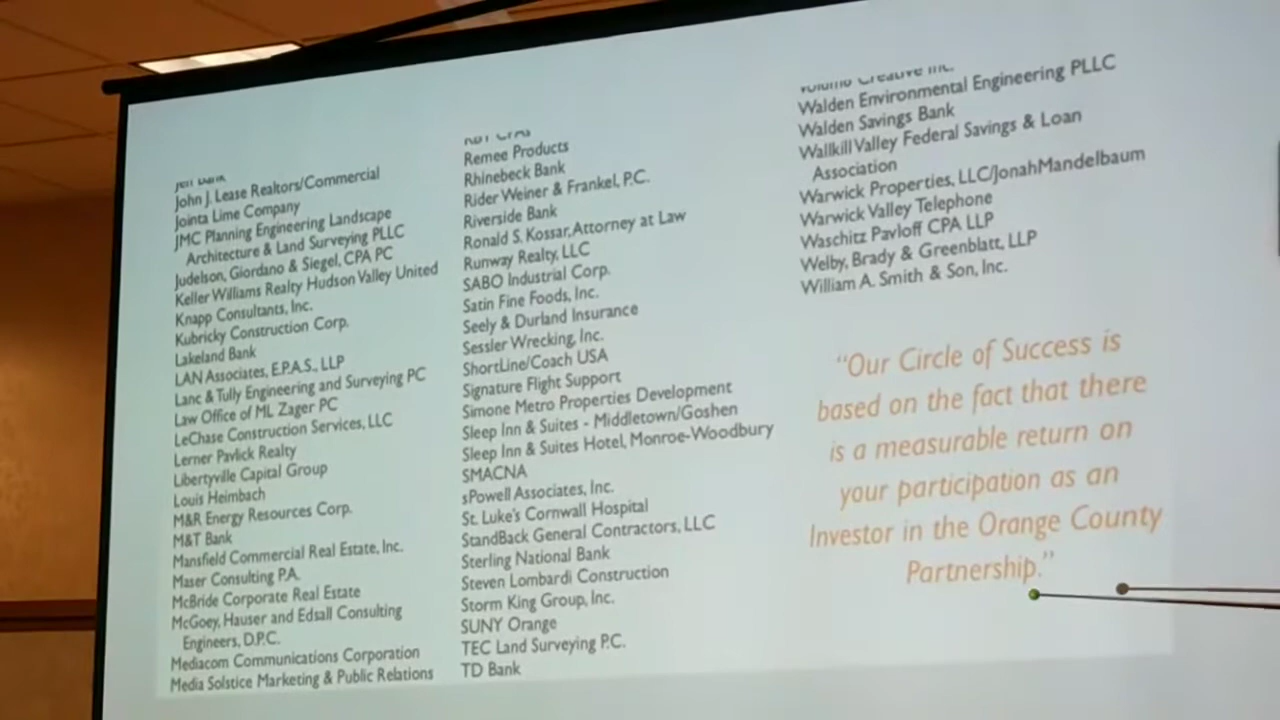 Jeff Bank
John J. Lease Realtors/Commercial
Jointa Lime Company
JMC Planning Engineering Landscape
Architecture & Land Surveying PLLC
Judelson, Giordano & Siegel, CPA PC
Keller Williams Realty Hudson Valley United
Knapp Consultants, Inc.
Kubricky Construction Corp.
Lakeland Bank
LAN Associates, E.P.A.S., LLP
Lanc & Tully Engineering and Surveying PC
Law Office of ML Zager PC
LeChase Construction Services, LLC
Lerner Pavlick Realty
Libertyville Capital Group
Louis Heimbach
M&R Energy Resources Corp.
M&T Bank
Mansfield Commercial Real Estate, Inc.
Maser Consulting P.A.
McBride Corporate Real Estate
McGoey, Hauser and Edsall Consulting
Engineers, D.P.C.
Mediacom Communications Corporation
Media Solstice Marketing & Public Relations
Remee Products
Rhinebeck Bank
Rider Weiner & Frankel, P.C.
Riverside Bank
Ronald S. Kossar, Attorney at Law
Runway Realty, LLC
SABO Industrial Corp.
Satin Fine Foods, Inc.
Seely & Durland Insurance
Sessler Wrecking, Inc.
ShortLine/Coach USA
Signature Flight Support
Simone Metro Properties Development
Sleep Inn & Suites - Middletown/Goshen
Sleep Inn & Suites Hotel, Monroe-Woodbury
SMACNA
sPowell Associates, Inc.
St. Luke's Cornwall Hospital
StandBack General Contractors, LLC
Sterling National Bank
Steven Lombardi Construction
Storm King Group, Inc.
SUNY Orange
TEC Land Surveying P.C.
TD Bank
Creative Inc.
Walden Environmental Engineering PLLC
Walden Savings Bank
Wallkill Valley Federal Savings & Loan
Association
Warwick Properties, LLC/JonahMandelbaum
Warwick Valley Telephone
Waschitz Pavloff CPA LLP
Welby, Brady & Greenblatt, LLP
William A. Smith & Son, Inc.
“Our Circle of Success is
based on the fact that there
is a measurable return on
your participation as an
Investor in the Orange County
Partnership.”